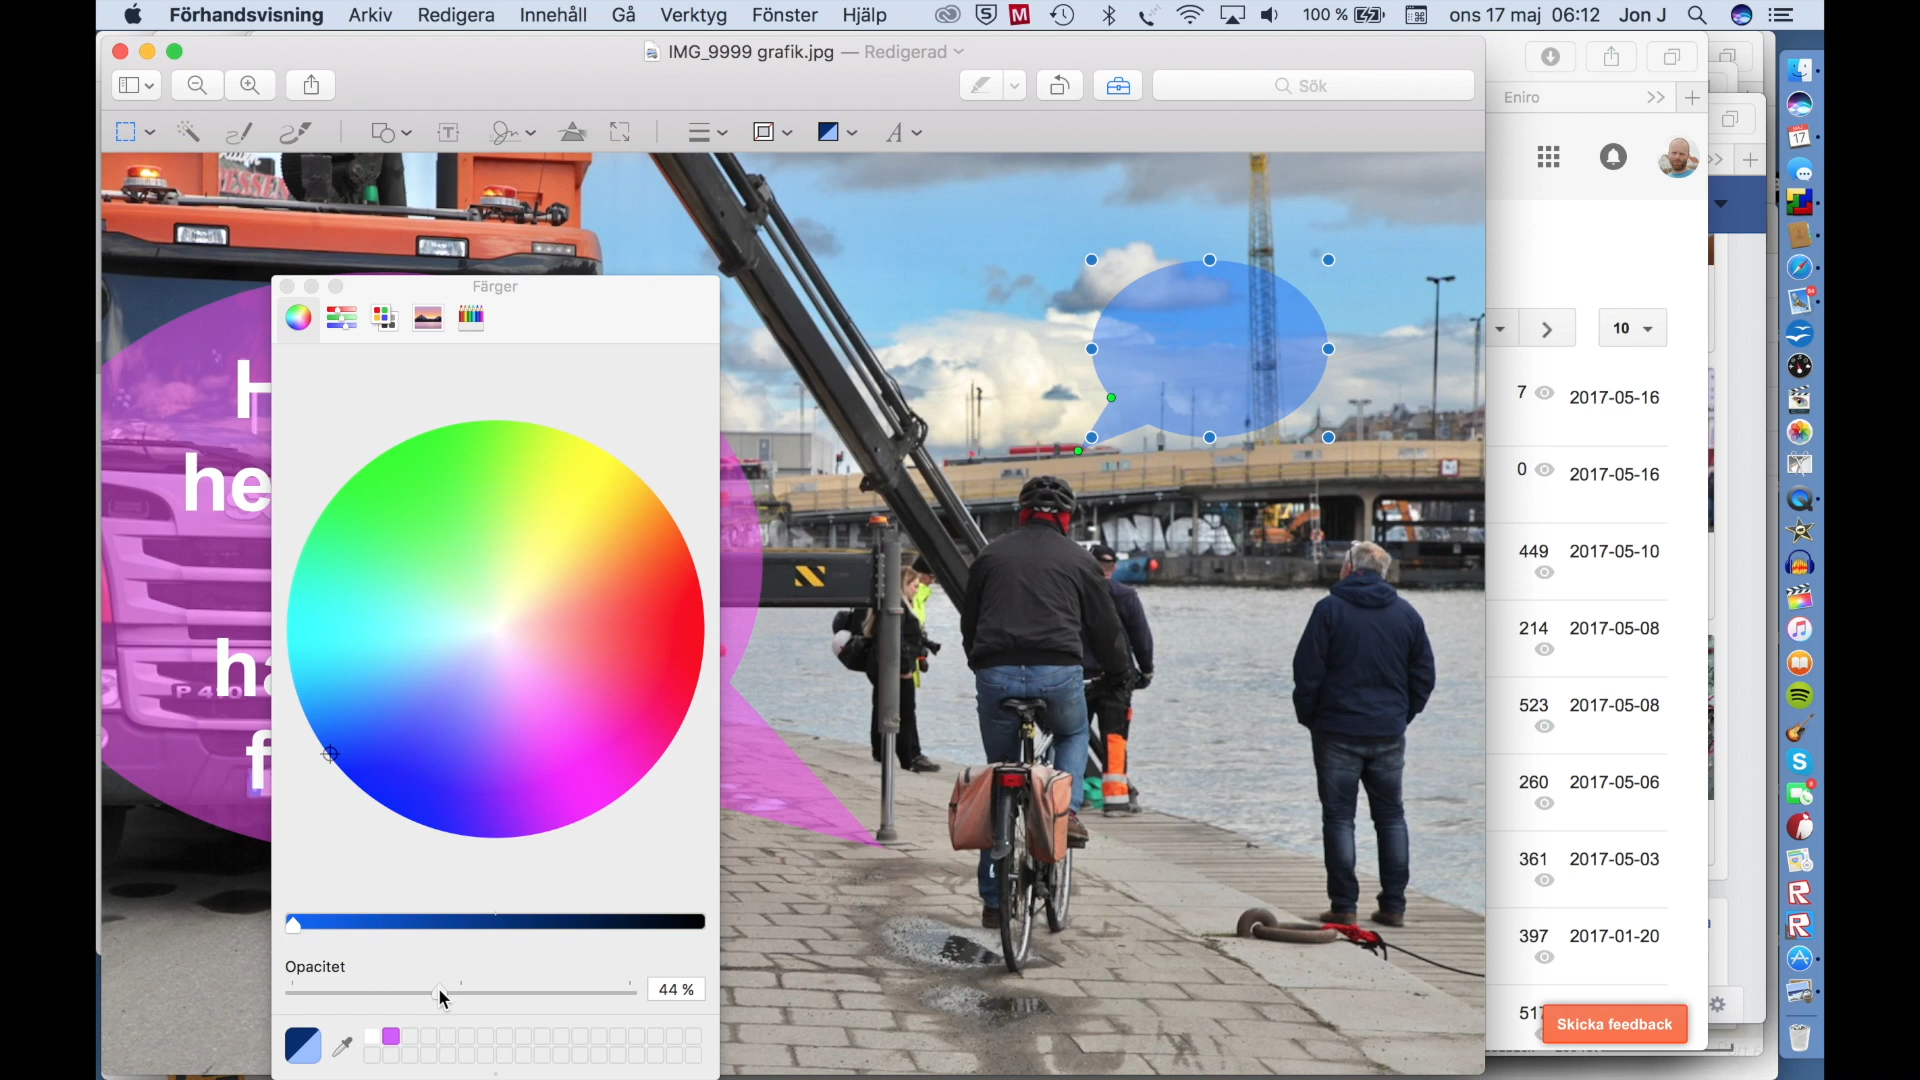 Förhandsvisning Arkiv Redigera Innehåll Gå Verktyg Fönster Hjälp 100 % ons 17 maj 06:12 Jon J
IMG_9999 grafik.jpg — Redigerad
Sök
Eniro
Färger
H
he
ha
f
10
7 2017-05-16
0 2017-05-16
449 2017-05-10
214 2017-05-08
523 2017-05-08
260 2017-05-06
361 2017-05-03
397 2017-01-20
517
Skicka feedback
Opacitet
44 %